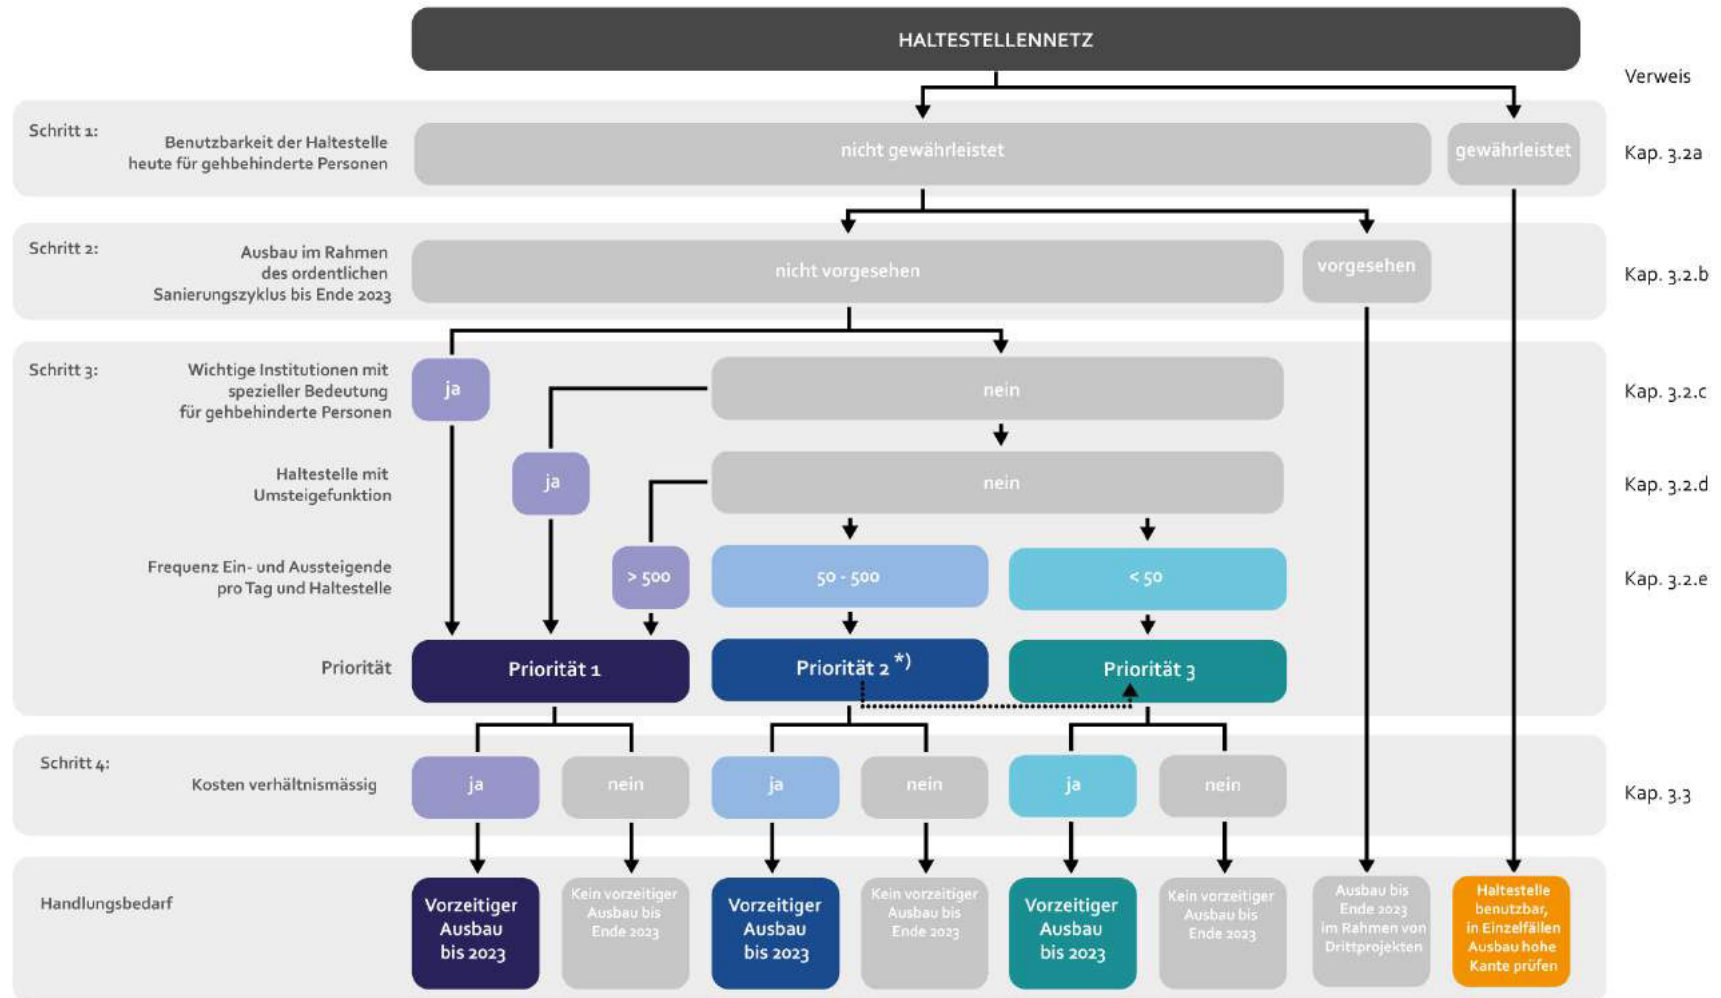 HALTESTELLENNETZ
Verweis
Schritt 1:
Benutzbarkeit der Haltestelle
heute für gehbehinderte Personen
nicht gewährleistet
gewährleistet
Kap. 3.2a
Schritt 2:
Ausbau im Rahmen
des ordentlichen
Sanierungszyklus bis Ende 2023
nicht vorgesehen
vorgesehen
Kap. 3.2.b
Schritt 3:
Wichtige Institutionen mit
spezieller Bedeutung
für gehbehinderte Personen
ja
nein
Kap. 3.2.c
Haltestelle mit
Umsteigefunktion
ja
nein
Kap. 3.2.d
Frequenz Ein- und Aussteigende
pro Tag und Haltestelle
> 500
50 - 500
< 50
Kap. 3.2.e
Priorität
Priorität 1
Priorität 2 *)
Priorität 3
Schritt 4:
Kosten verhältnismässig
ja
nein
ja
nein
ja
nein
Kap. 3.3
Handlungsbedarf
Vorzeitiger
Ausbau
bis 2023
Kein vorzeitiger
Ausbau bis
Ende 2023
Vorzeitiger
Ausbau
bis 2023
Kein vorzeitiger
Ausbau bis
Ende 2023
Vorzeitiger
Ausbau
bis 2023
Kein vorzeitiger
Ausbau bis
Ende 2023
Ausbau bis
Ende 2023
im Rahmen von
Drittprojekten
Haltestelle
benutzbar,
in Einzelfällen
Ausbau hohe
Kante prüfen